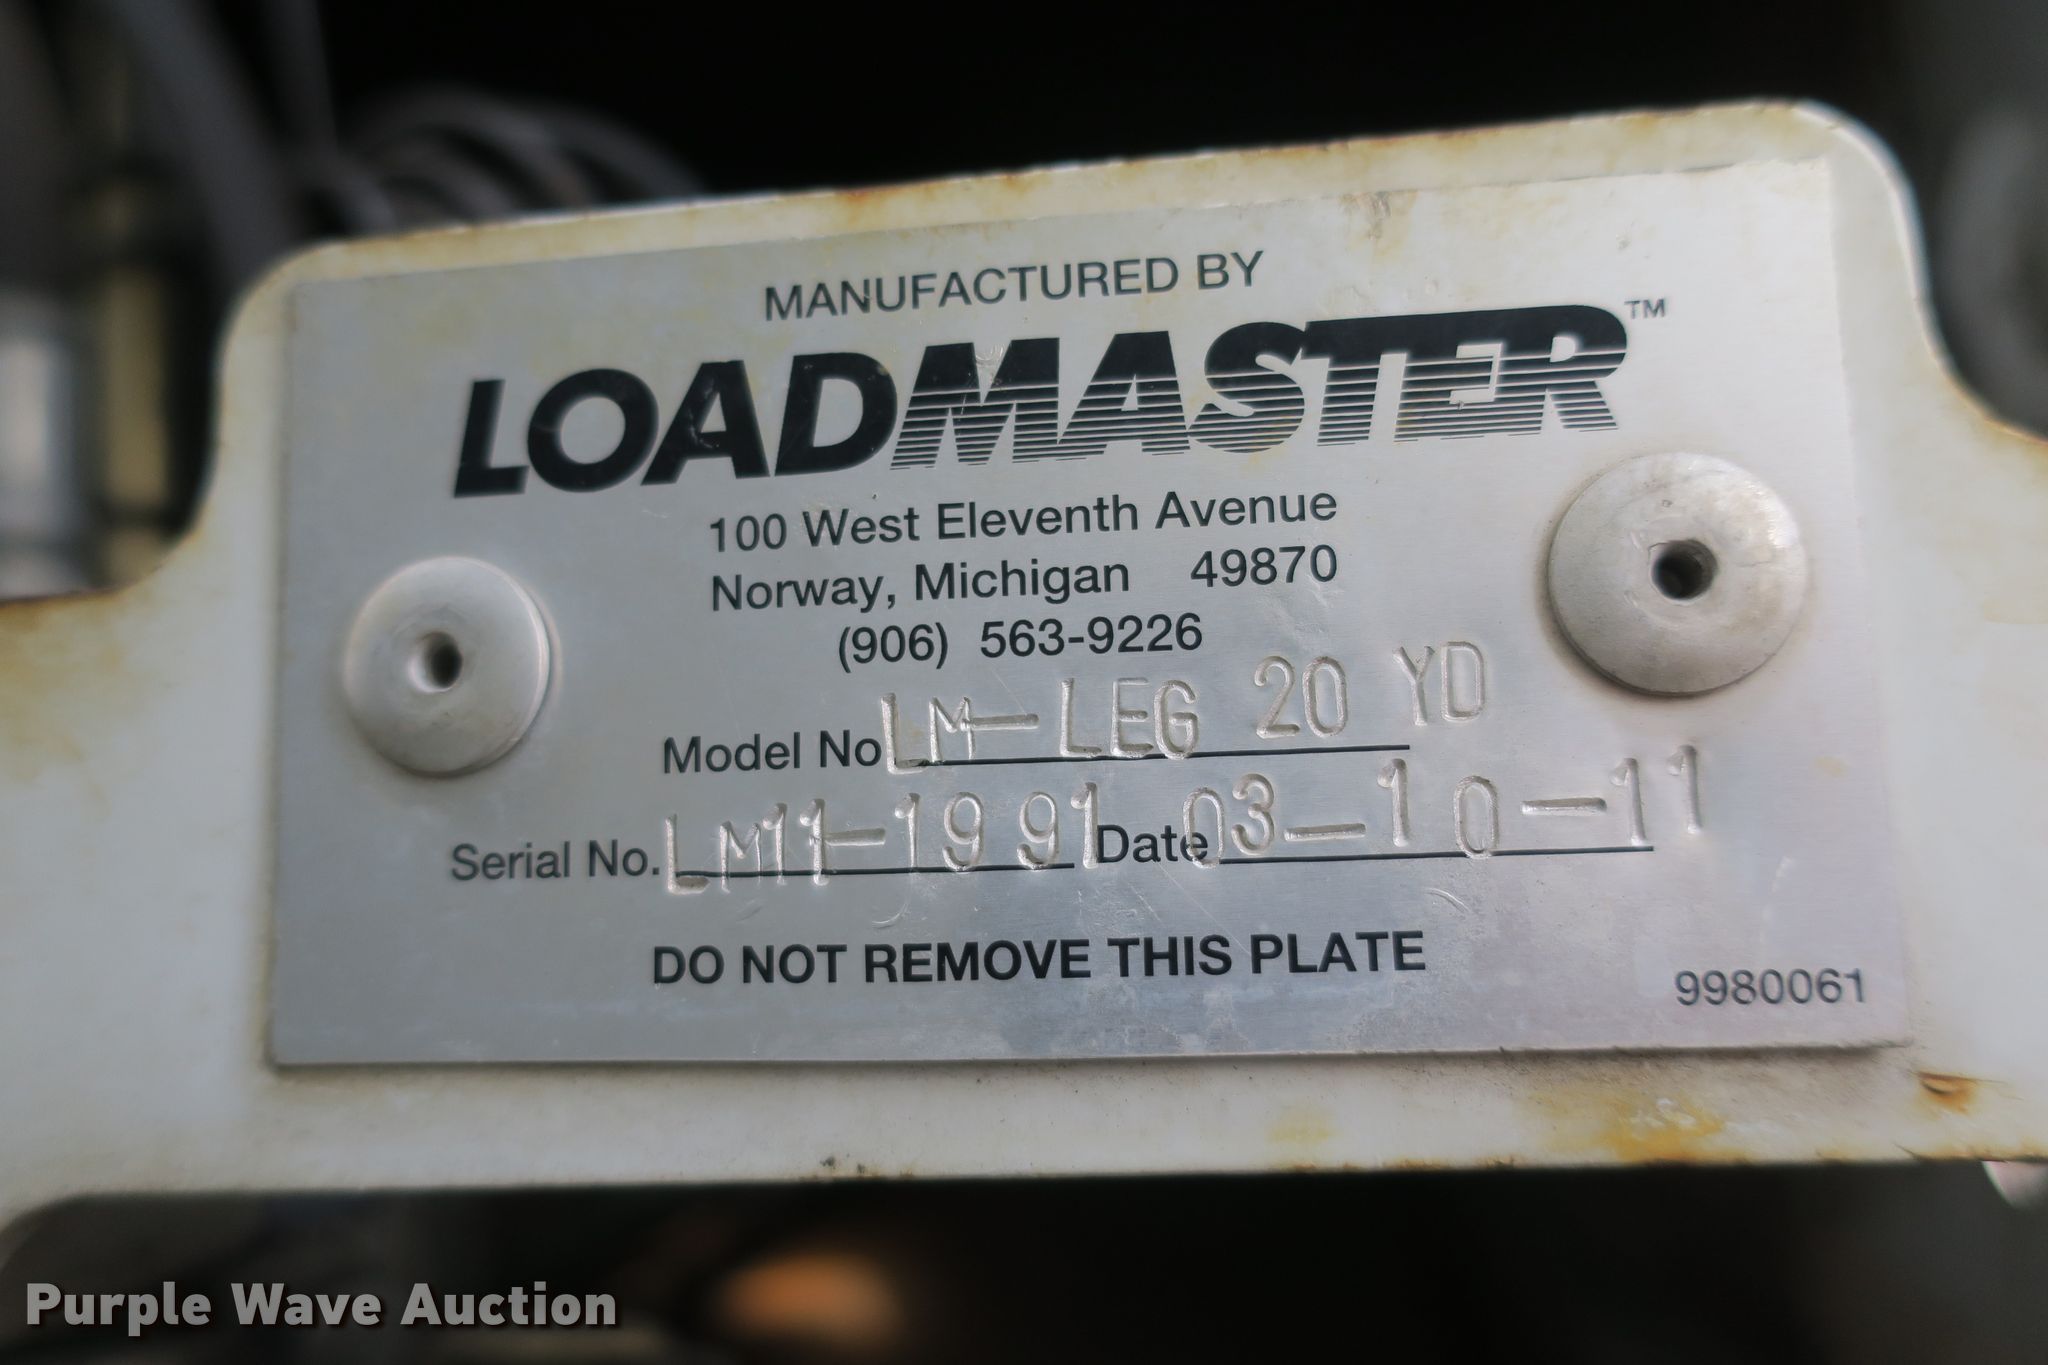 MANUFACTURED BY
LOADMASTER™
100 West Eleventh Avenue
Norway, Michigan 49870
(906) 563-9226
Model No LM-LEG 20 YD
Serial No. LM11-1991 Date 03-10-11
DO NOT REMOVE THIS PLATE
9980061
Purple Wave Auction